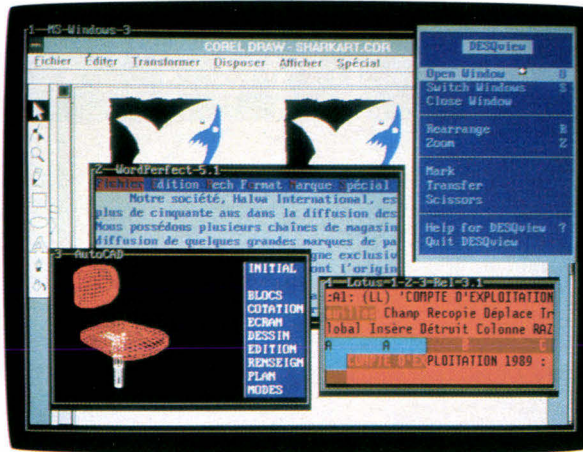 1—MS-Windows-3
COREL DRAW - SHARKART.CDR
Fichier Éditer Transformer Disposer Afficher Spécial
DESQview
Open Window O
Switch Windows S
Close Window
Rearrange R
Zoom Z
Mark
Transfer
Scissors
Help for DESQview ?
Quit DESQview
2—WordPerfect-5.1
Fichier Edition Tech Format Marque Spécial
Notre société, Halva International, es
plus de cinquante ans dans la diffusion des
Nous possédons plusieurs chaînes de magasin
diffusion de quelques grandes marques de pa
gne exclusiv
ont l'origin
3—AutoCAD
INITIAL
BLOCS
COTATION
ECRAN
DESSIN
EDITION
RENSEIGN
PLAN
MODES
Lotus-1-2-3-Rel-3.1
:A1: (LL) 'COMPTE D'EXPLOITATION
Champ Recopie Déplace Tr
lobal Insère Détruit Colonne RAZ
A A B C
COMPTE D'EXPLOITATION 1989 :